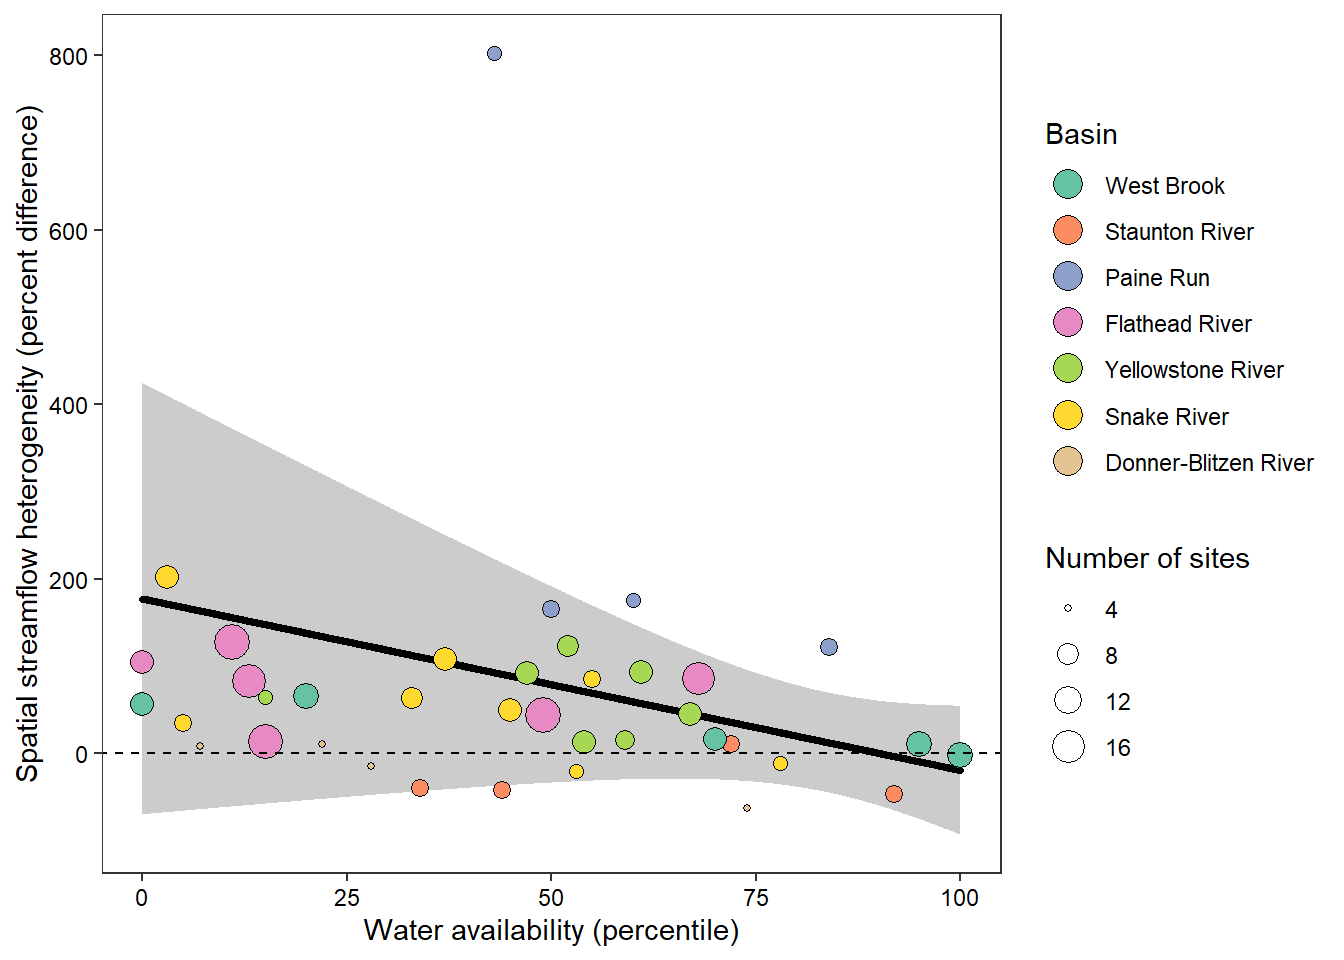 Spatial streamflow heterogeneity (percent difference)
800
600
400
200
0
0
25
50
75
100
Water availability (percentile)
Basin
West Brook
Staunton River
Paine Run
Flathead River
Yellowstone River
Snake River
Donner-Blitzen River
Number of sites
4
8
12
16